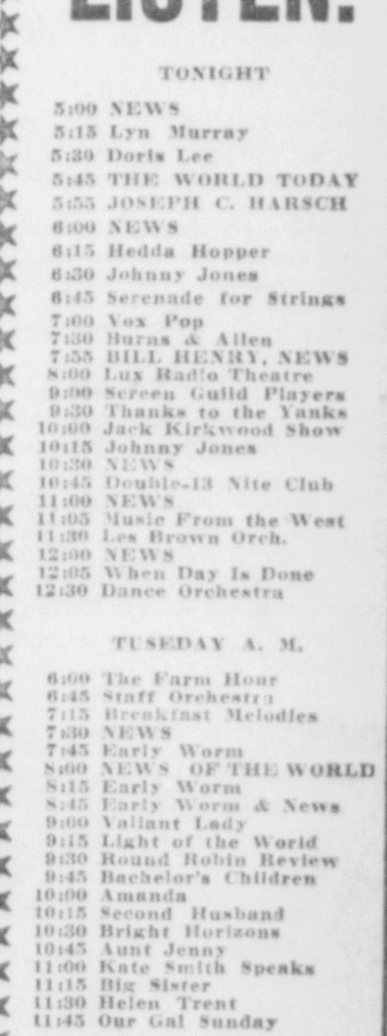 LISTEN.
TONIGHT
5:00 NEWS
5:15 Lyn Murray
5:30 Doris Lee
5:45 THE WORLD TODAY
5:55 JOSEPH C. HARSCH
6:00 NEWS
6:15 Hedda Hopper
6:30 Johnny Jones
6:45 Serenade for Strings
7:00 Vox Pop
7:30 Burns & Allen
7:55 BILL HENRY, NEWS
8:00 Lux Radio Theatre
9:00 Screen Guild Players
9:30 Thanks to the Yanks
10:00 Jack Kirkwood Show
10:15 Johnny Jones
10:30 NEWS
10:45 Double-13 Nite Club
11:00 NEWS
11:05 Music From the West
11:30 Les Brown Orch.
12:00 NEWS
12:05 When Day Is Done
12:30 Dance Orchestra
TUSEDAY A. M.
6:00 The Farm Hour
6:45 Staff Orchestra
7:15 Breakfast Melodies
7:30 NEWS
7:45 Early Worm
8:00 NEWS OF THE WORLD
8:15 Early Worm
8:45 Early Worm & News
9:00 Valiant Lady
9:15 Light of the World
9:30 Round Robin Review
9:45 Bachelor's Children
10:00 Amanda
10:15 Second Husband
10:30 Bright Horizons
10:45 Aunt Jenny
11:00 Kate Smith Speaks
11:15 Big Sister
11:30 Helen Trent
11:45 Our Gal Sunday